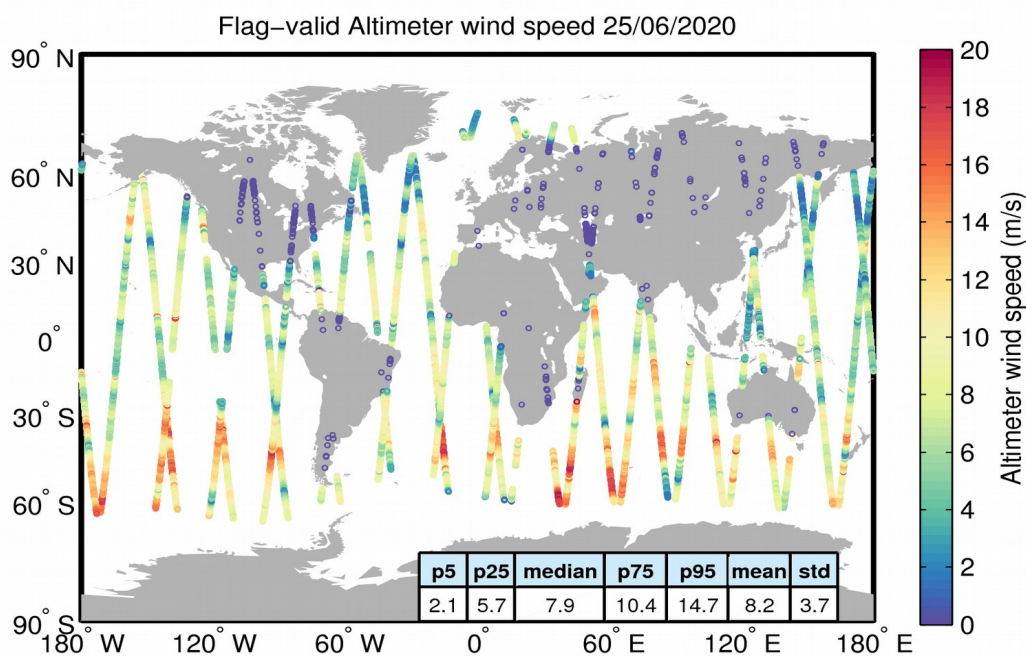 Flag−valid Altimeter wind speed 25/06/2020
90° N
60° N
30° N
0°
30° S
60° S
90° S
180° W
120° W
60° W
0°
60° E
120° E
180° E
20
18
16
14
12
10
8
6
4
2
0
Altimeter wind speed (m/s)
p5 p25 median p75 p95 mean std
2.1 5.7 7.9 10.4 14.7 8.2 3.7